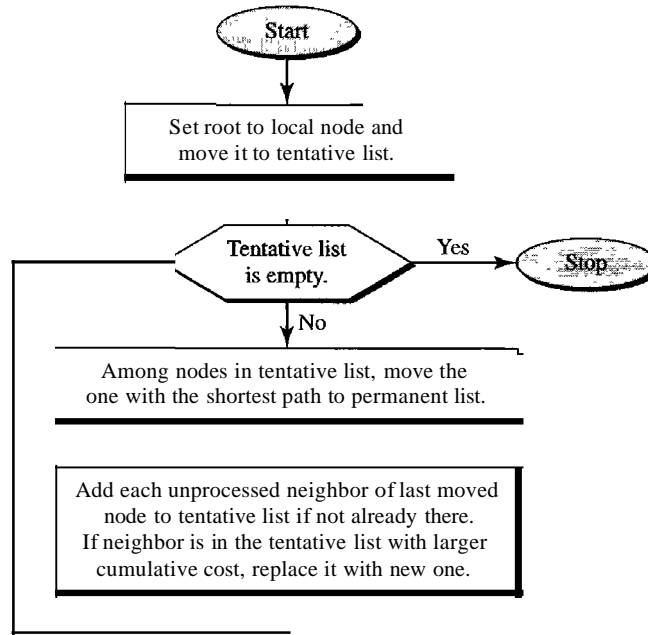 Start
Set root to local node and
move it to tentative list.
Tentative list
is empty.
Yes
Stop
No
Among nodes in tentative list, move the
one with the shortest path to permanent list.
Add each unprocessed neighbor of last moved
node to tentative list if not already there.
If neighbor is in the tentative list with larger
cumulative cost, replace it with new one.